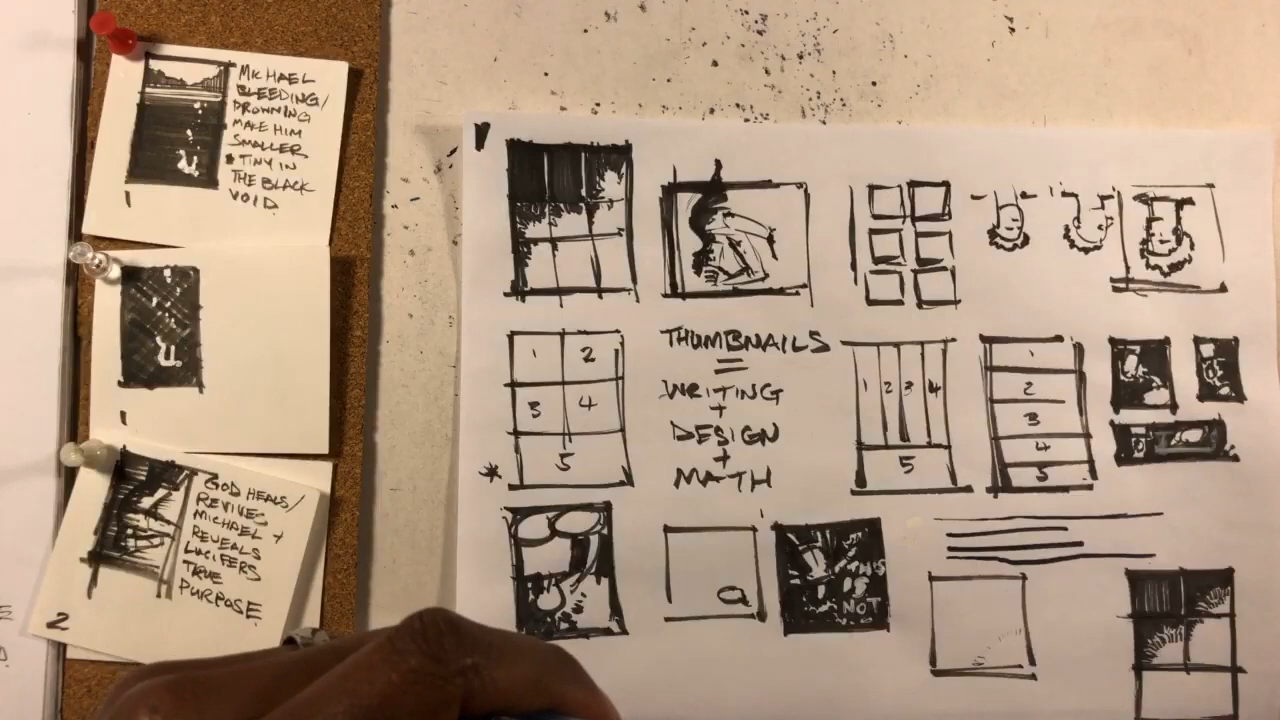 MICHAEL
BLEEDING/
DROWNING
MAKE HIM
SMALLER
TINY IN
THE BLACK
VOID
1
1
GOD HEALS/
REVIVES
MICHAEL +
REVEALS
LUCIFERS
TRUE
PURPOSE
2
1 2
3 4
5
*
THUMBNAILS
=
WRITING
+
DESIGN
+
MATH
1 2 3 4
5
1
2
3
4
5
THIS
IS
NOT